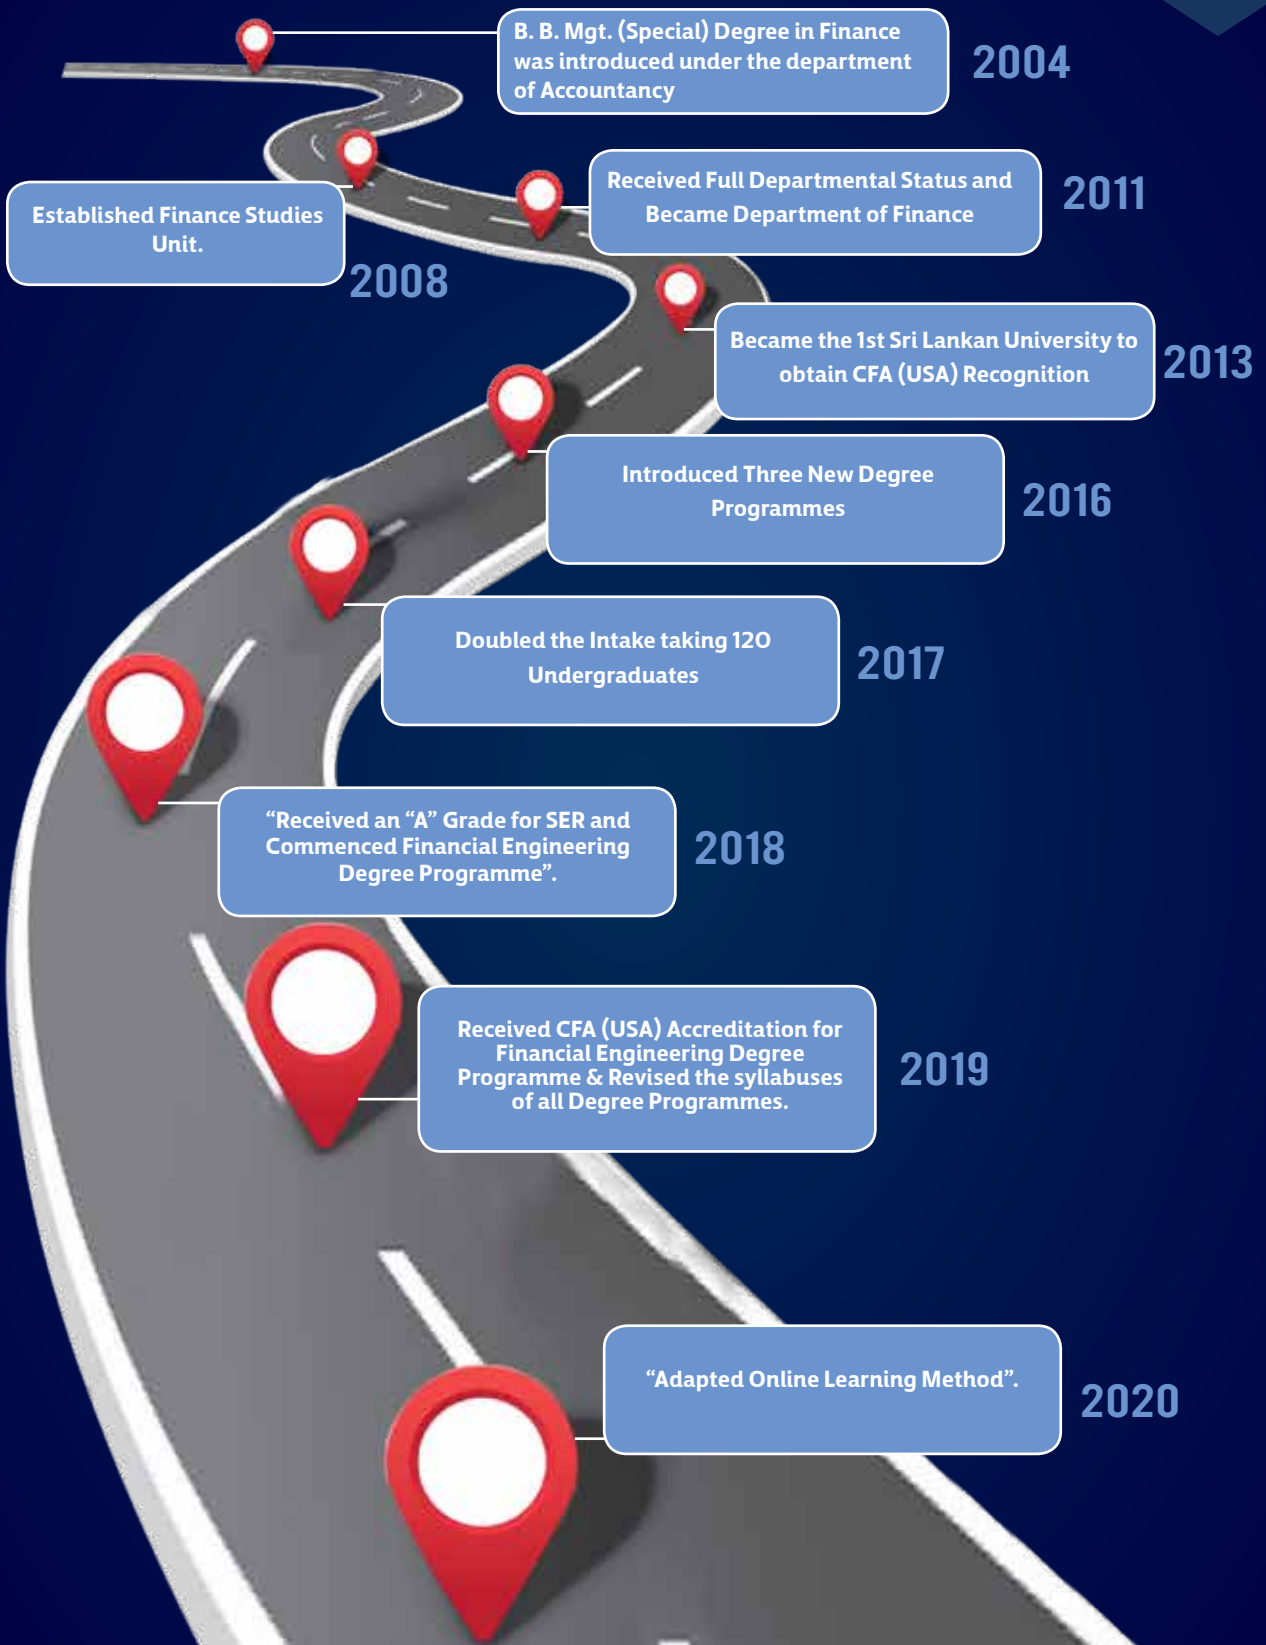 B. B. Mgt. (Special) Degree in Finance
was introduced under the department
of Accountancy
2004
Established Finance Studies
Unit.
2008
Received Full Departmental Status and
Became Department of Finance
2011
Became the 1st Sri Lankan University to
obtain CFA (USA) Recognition
2013
Introduced Three New Degree
Programmes
2016
Doubled the Intake taking 120
Undergraduates
2017
“Received an “A” Grade for SER and
Commenced Financial Engineering
Degree Programme”.
2018
Received CFA (USA) Accreditation for
Financial Engineering Degree
Programme & Revised the syllabuses
of all Degree Programmes.
2019
“Adapted Online Learning Method”.
2020